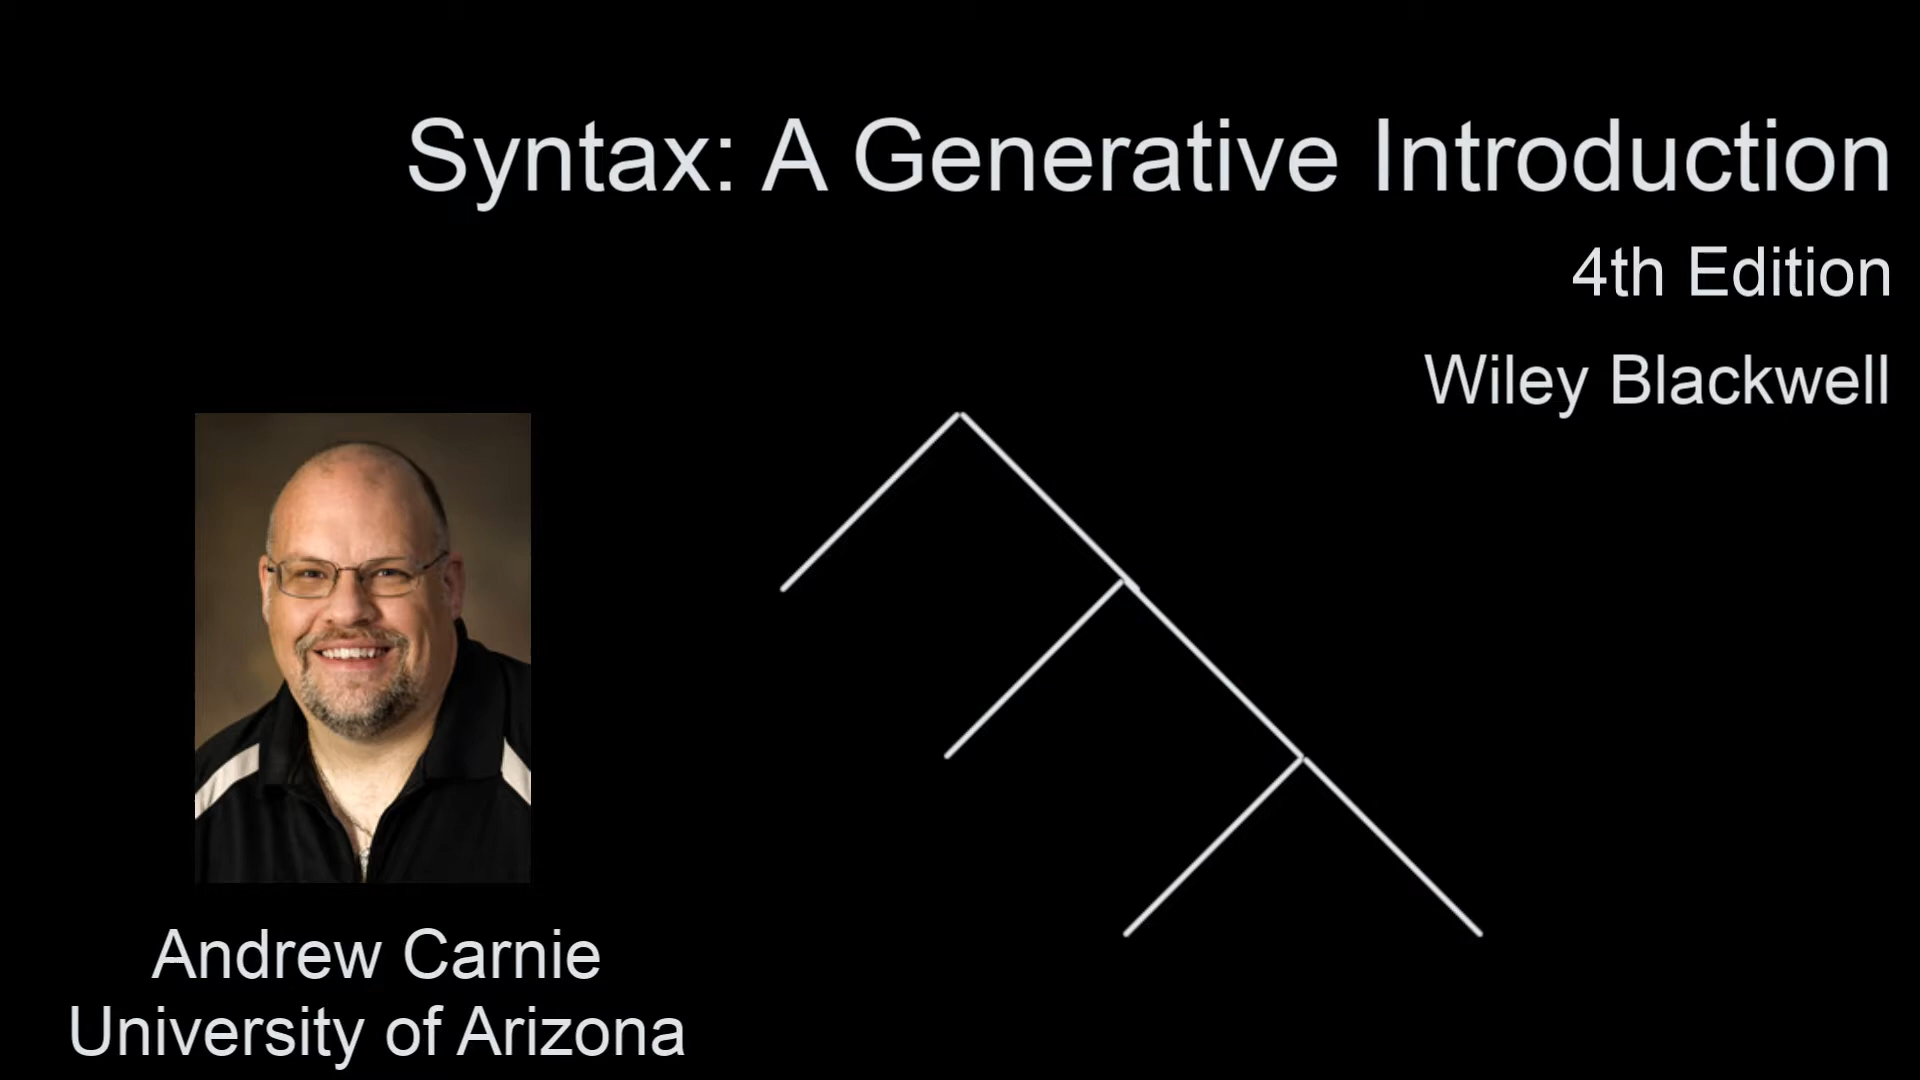 Syntax: A Generative Introduction
4th Edition
Wiley Blackwell
Andrew Carnie
University of Arizona